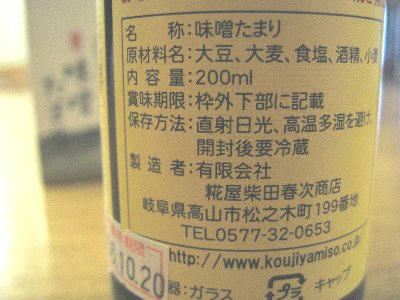 名　　称:味噌たまり
原材料名:大豆、大麦、食塩、酒精、小麦
内 容 量:200ml
賞味期限:枠外下部に記載
保存方法:直射日光、高温多湿を避け、
開封後要冷蔵
製 造 者:有限会社
糀屋柴田春次商店
岐阜県高山市松之木町199番地
TEL0577-32-0653
http://www.koujiyamiso.co.jp
10.20
器:ガラス
キャップ
プラ